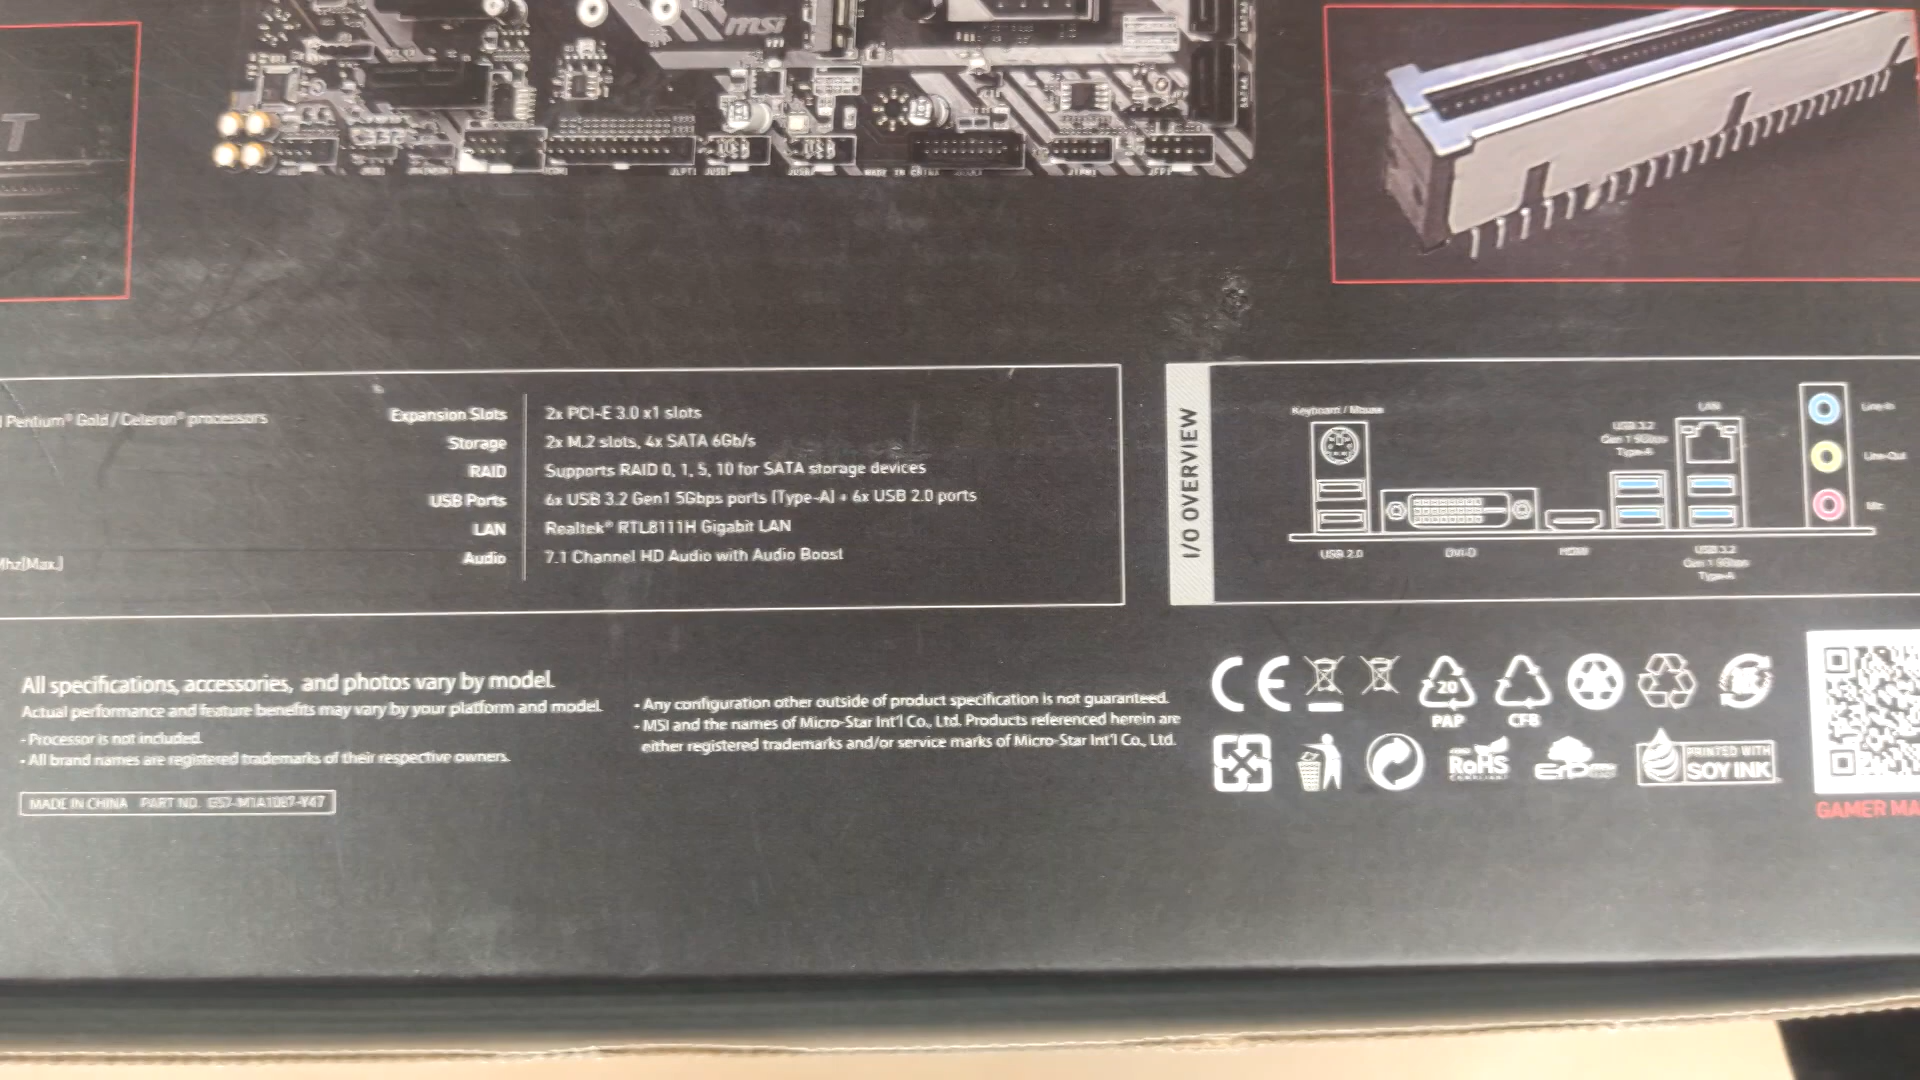 msi
T
Pentium® Gold / Celeron® processors
Mhz(Max.)
Expansion Slots 2x PCI-E 3.0 x1 slots
Storage 2x M.2 slots, 4x SATA 6Gb/s
RAID Supports RAID 0, 1, 5, 10 for SATA storage devices
USB Ports 6x USB 3.2 Gen1 5Gbps ports (Type-A) + 6x USB 2.0 ports
LAN Realtek® RTL8111H Gigabit LAN
Audio 7.1 Channel HD Audio with Audio Boost
I/O OVERVIEW
Keyboard / Mouse
USB 2.0
DVI-D
HDMI
USB 3.2
Gen 1 5Gbps
Type-A
LAN
USB 3.2
Gen 1 5Gbps
Type-A
Line-In
Line-Out
Mic
All specifications, accessories, and photos vary by model.
Actual performance and feature benefits may vary by your platform and model.
- Processor is not included.
- All brand names are registered trademarks of their respective owners.
- Any configuration other outside of product specification is not guaranteed.
- MSI and the names of Micro-Star Int'l Co., Ltd. Products referenced herein are
either registered trademarks and/or service marks of Micro-Star Int'l Co., Ltd.
MADE IN CHINA PART NO.
CE
20
PAP
CFB
RoHS
COMPLIANT
ErP
PRINTED WITH
SOY INK
GAMER MA